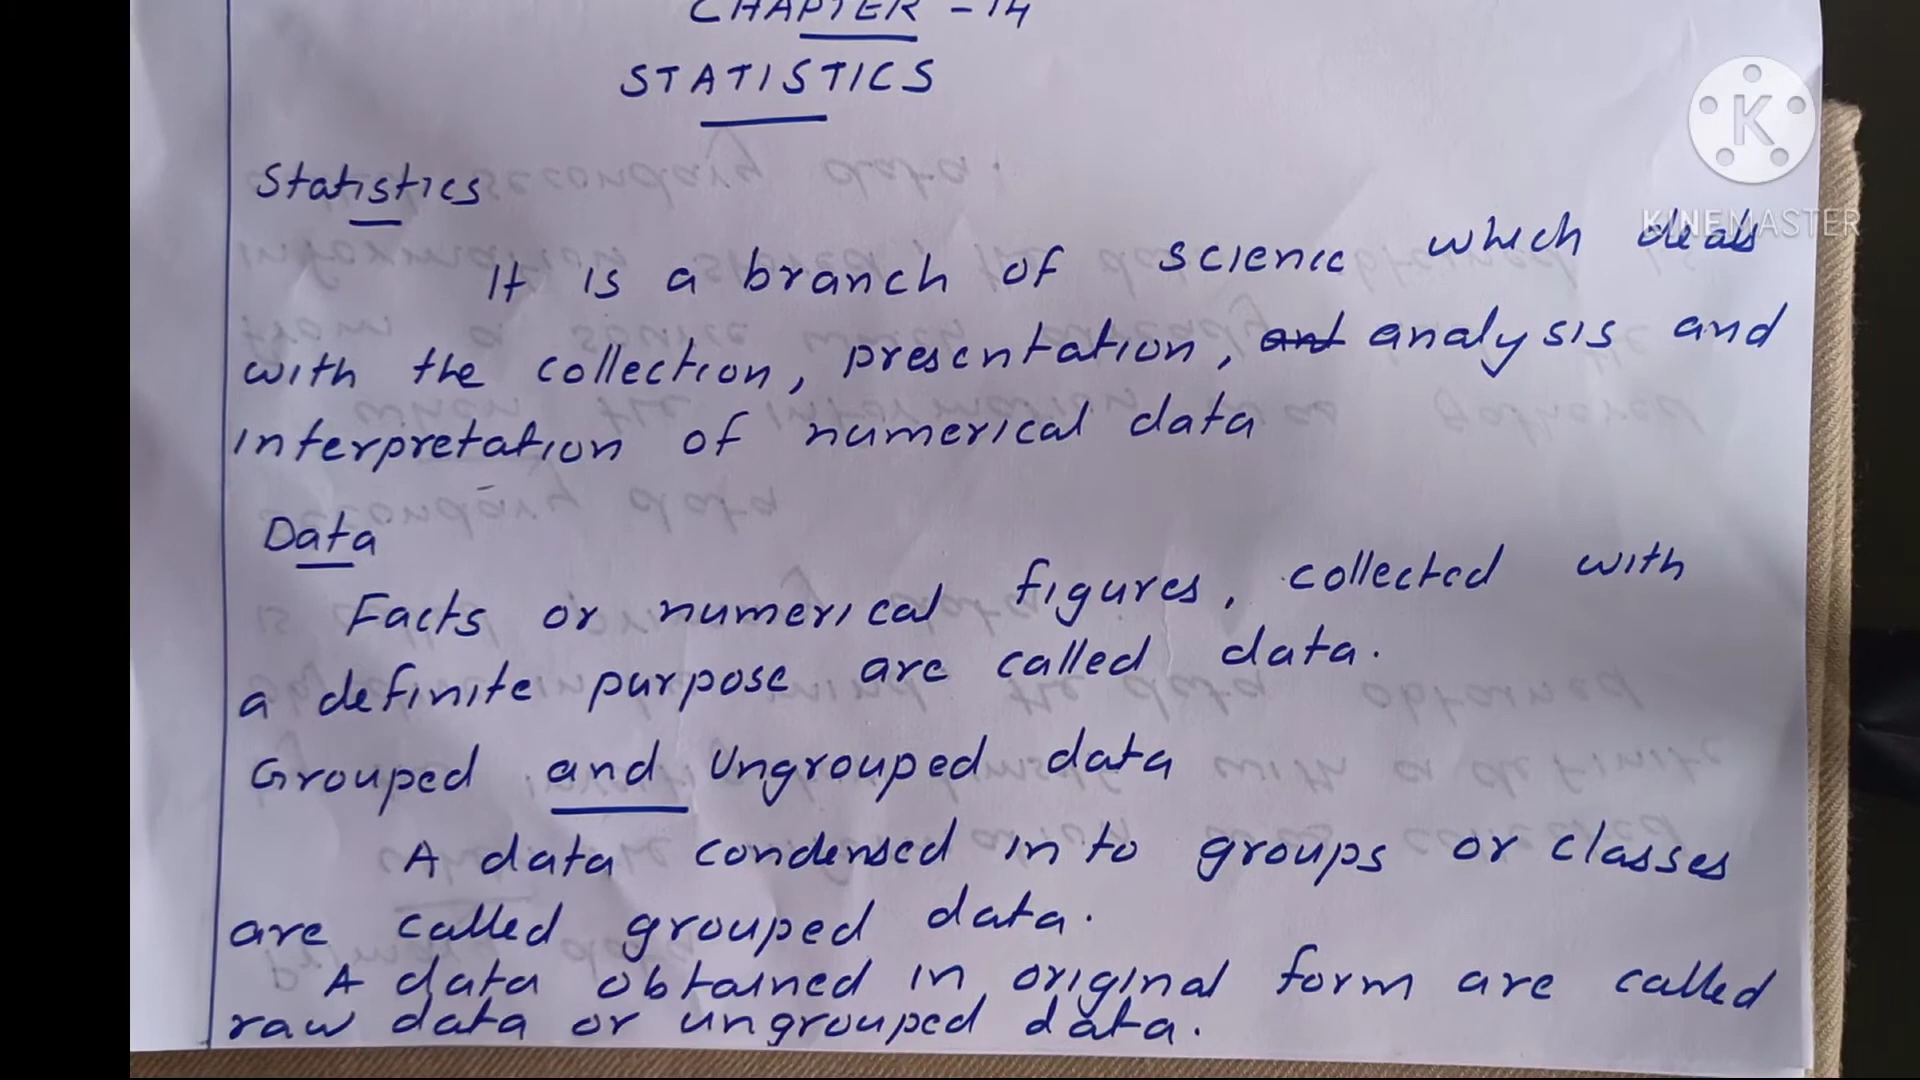 CHAPTER - 14
STATISTICS
Statistics
It is a branch of science which deals
with the collection, presentation, ant analysis and
interpretation of numerical data
Data
Facts or numerical figures, collected with
a definite purpose are called data.
Grouped and Ungrouped data
A data condensed in to groups or classes
are called grouped data.
A data obtained in original form are called
raw data or ungrouped data.
K
KINEMASTER